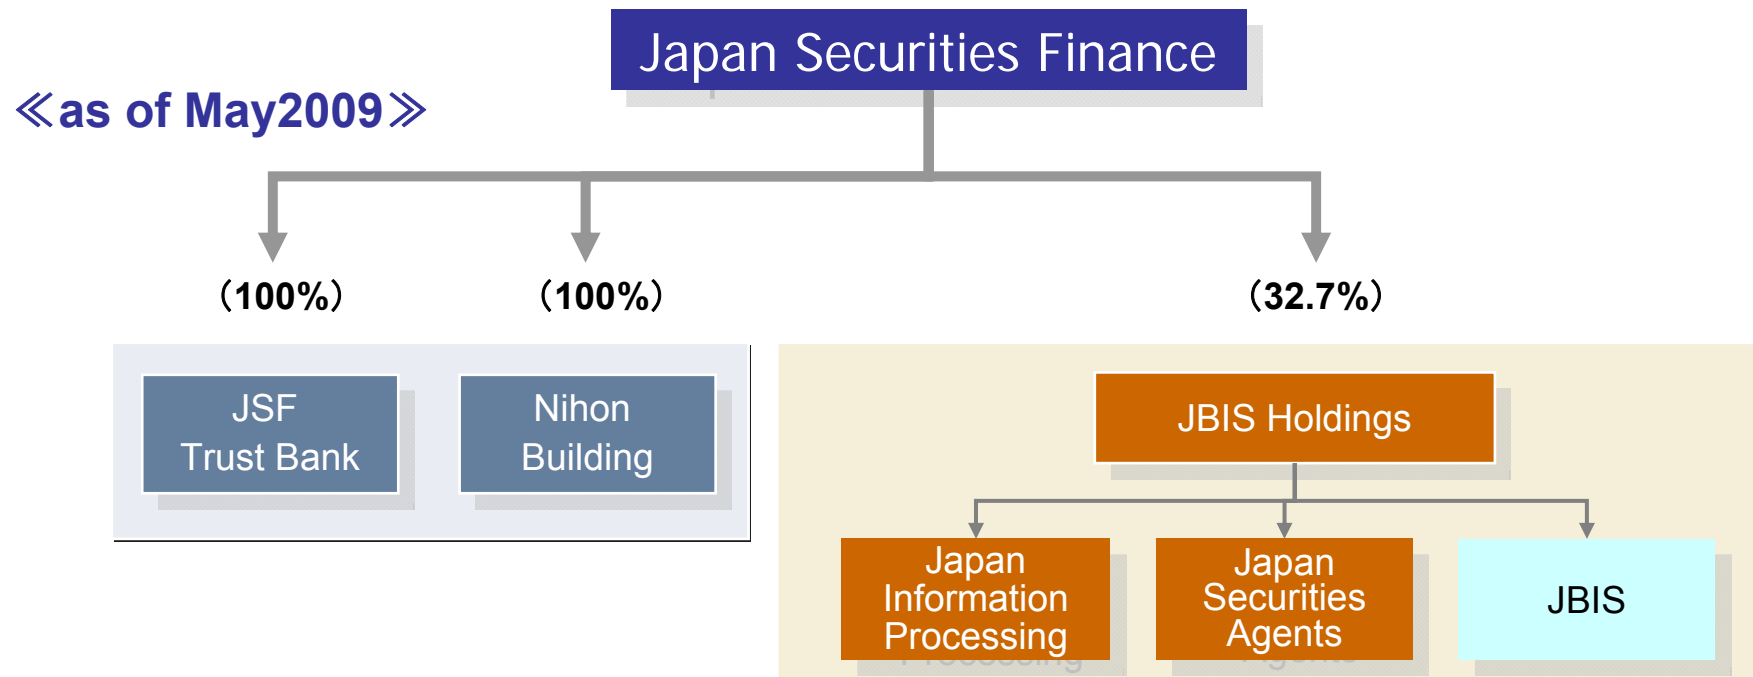 Japan Securities Finance
≪as of May2009≫
(100%)
(100%)
(32.7%)
JSF
Trust Bank
Nihon
Building
JBIS Holdings
Japan
Information
Processing
Japan
Securities
Agents
JBIS